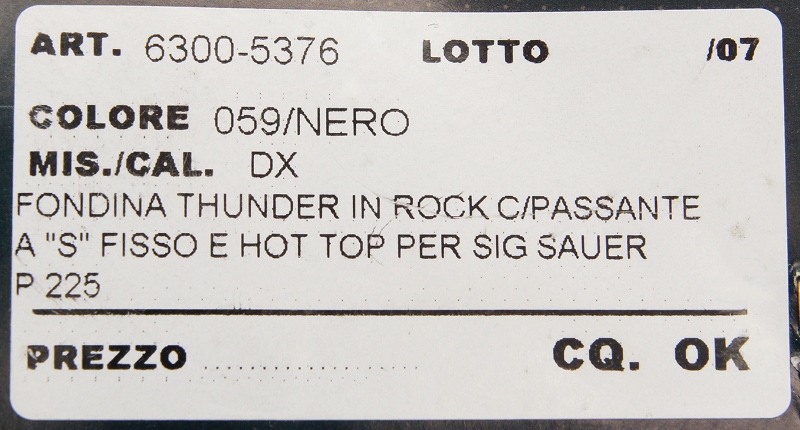 ART. 6300-5376 LOTTO /07
COLORE 059/NERO
MIS./CAL. DX
FONDINA THUNDER IN ROCK C/PASSANTE
A "S" FISSO E HOT TOP PER SIG SAUER
P 225
PREZZO ........................
CQ. OK